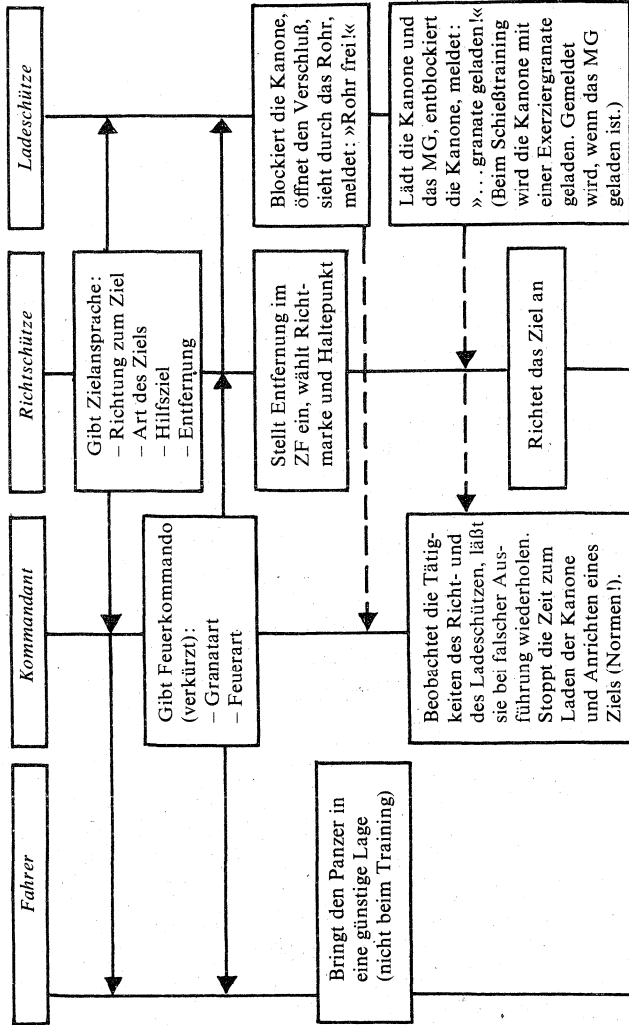 Fahrer
Kommandant
Richtschütze
Ladeschütze
Gibt Zielansprache:
– Richtung zum Ziel
– Art des Ziels
– Hilfsziel
– Entfernung
Gibt Feuerkommando
(verkürzt):
– Granatart
– Feuerart
Blockiert die Kanone,
öffnet den Verschluß,
sieht durch das Rohr,
meldet: »Rohr frei!«
Stellt Entfernung im
ZF ein, wählt Richt-
marke und Haltepunkt
Bringt den Panzer in
eine günstige Lage
(nicht beim Training)
Lädt die Kanone und
das MG, entblockiert
die Kanone, meldet:
»...granate geladen!«
(Beim Schießtraining
wird die Kanone mit
einer Exerziergranate
geladen. Gemeldet
wird, wenn das MG
geladen ist.)
Beobachtet die Tätig-
keiten des Richt- und
des Ladeschützen, läßt
sie bei falscher Aus-
führung wiederholen.
Stoppt die Zeit zum
Laden der Kanone
und Anrichten eines
Ziels (Normen!).
Richtet das Ziel an